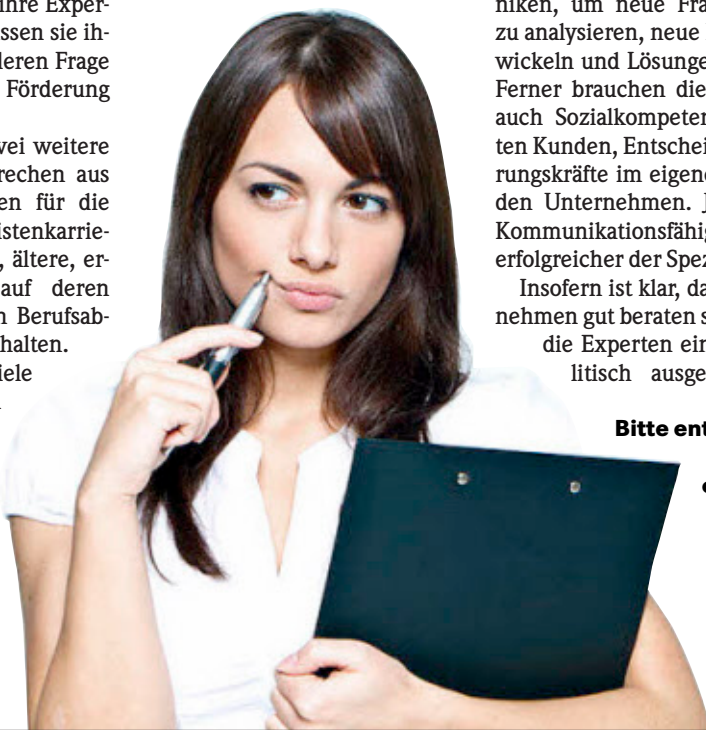 ihre Exper-
ssen sie ih-
deren Frage
Förderung
vei weitere
rechen aus
en für die
istenkarrie-
, ältere, er-
auf deren
n Berufsab-
halten.
iele
niken, um neue Fra
zu analysieren, neue
wickeln und Lösunge
Ferner brauchen die
auch Sozialkompeten
ten Kunden, Entschei
rungskräfte im eigene
den Unternehmen. J
Kommunikationsfähig
erfolgreicher der Spez
Insofern ist klar, da
nehmen gut beraten s
die Experten ein
litisch ausge
Bitte ent